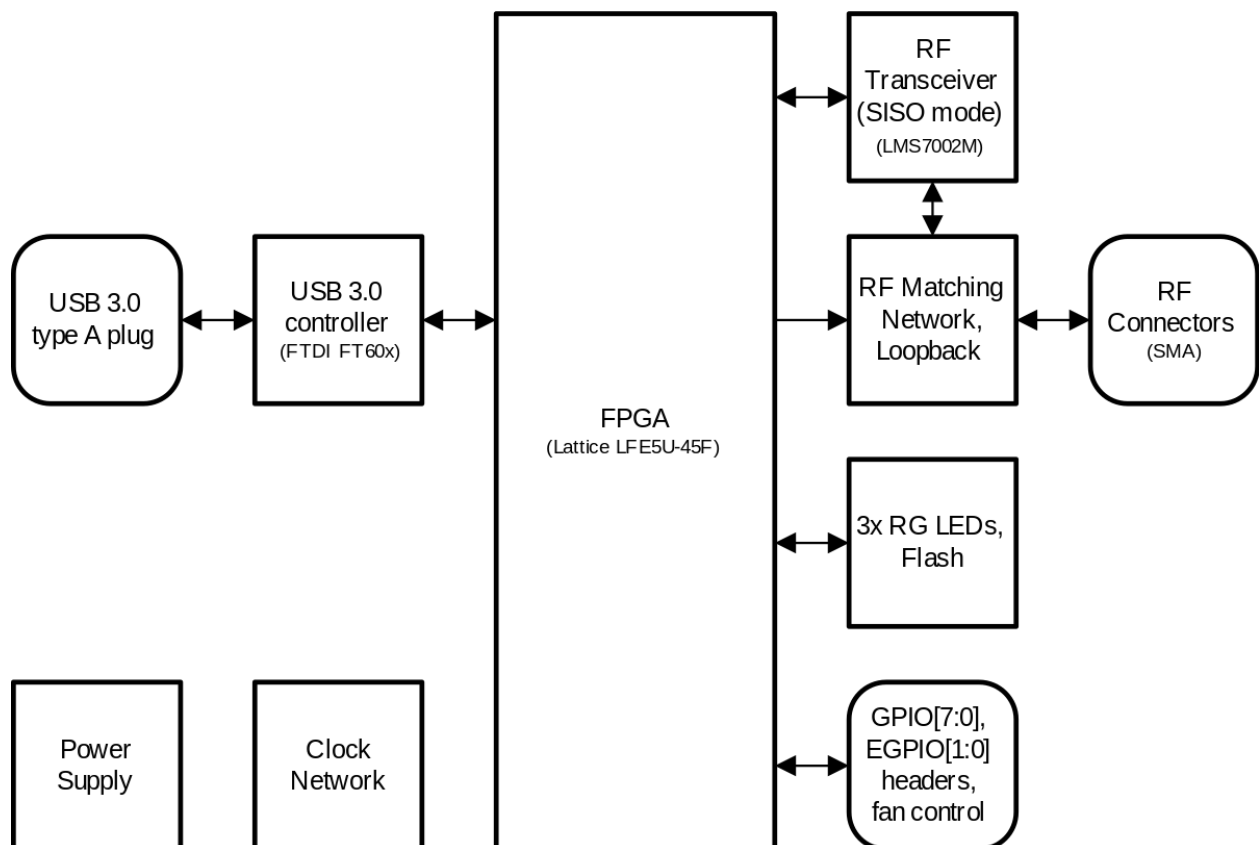 RF
Transceiver
(SISO mode)
(LMS7002M)
USB 3.0
type A plug
USB 3.0
controller
(FTDI FT60x)
RF Matching
Network,
Loopback
RF
Connectors
(SMA)
FPGA
(Lattice LFE5U-45F)
3x RG LEDs,
Flash
Power
Supply
Clock
Network
GPIO[7:0],
EGPIO[1:0]
headers,
fan control